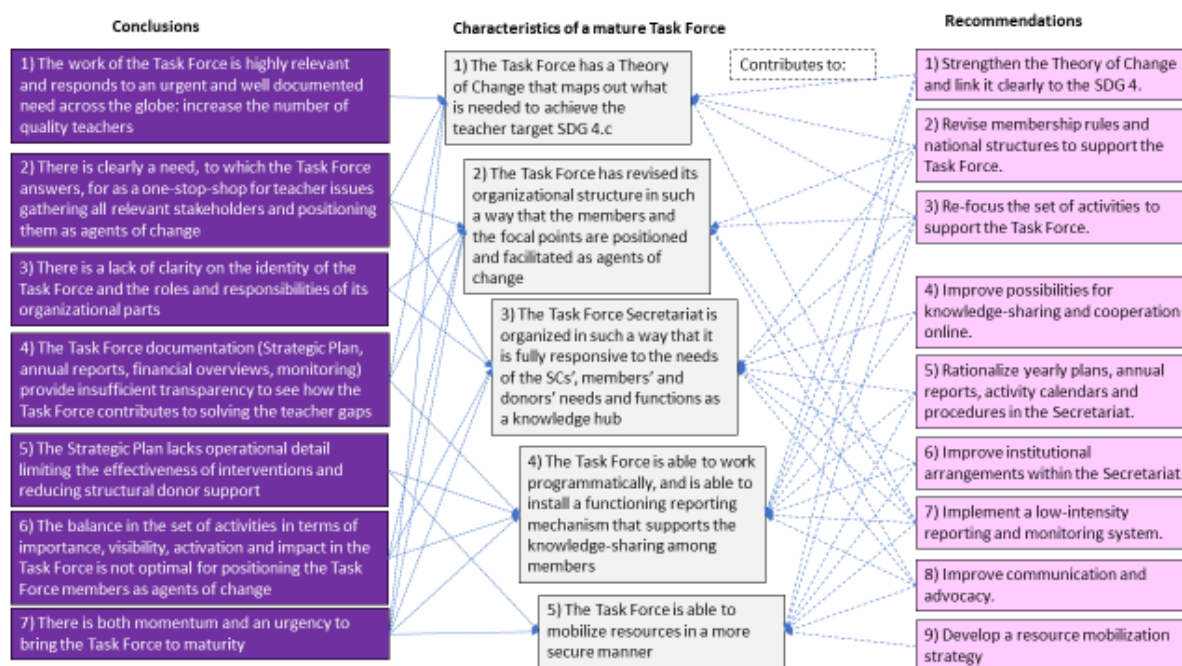 Conclusions
1) The work of the Task Force is highly relevant
and responds to an urgent and well documented
need across the globe: increase the number of
quality teachers
2) There is clearly a need, to which the Task Force
answers, for as a one-stop-shop for teacher issues
gathering all relevant stakeholders and positioning
them as agents of change
3) There is a lack of clarity on the identity of the
Task Force and the roles and responsibilities of its
organizational parts
4) The Task Force documentation (Strategic Plan,
annual reports, financial overviews, monitoring)
provide insufficient transparency to see how the
Task Force contributes to solving the teacher gaps
5) The Strategic Plan lacks operational detail
limiting the effectiveness of interventions and
reducing structural donor support
6) The balance in the set of activities in terms of
importance, visibility, activation and impact in the
Task Force is not optimal for positioning the Task
Force members as agents of change
7) There is both momentum and an urgency to
bring the Task Force to maturity
Characteristics of a mature Task Force
1) The Task Force has a Theory
of Change that maps out what
is needed to achieve the
teacher target SDG 4.c
2) The Task Force has revised its
organizational structure in such
a way that the members and
the focal points are positioned
and facilitated as agents of
change
3) The Task Force Secretariat is
organized in such a way that it
is fully responsive to the needs
of the SCs', members' and
donors' needs and functions as
a knowledge hub
4) The Task Force is able to work
programmatically, and is able to
install a functioning reporting
mechanism that supports the
knowledge-sharing among
members
5) The Task Force is able to
mobilize resources in a more
secure manner
Contributes to:
Recommendations
1) Strengthen the Theory of Change
and link it clearly to the SDG 4.
2) Revise membership rules and
national structures to support the
Task Force.
3) Re-focus the set of activities to
support the Task Force.
4) Improve possibilities for
knowledge-sharing and cooperation
online.
5) Rationalize yearly plans, annual
reports, activity calendars and
procedures in the Secretariat.
6) Improve institutional
arrangements within the Secretariat.
7) Implement a low-intensity
reporting and monitoring system.
8) Improve communication and
advocacy.
9) Develop a resource mobilization
strategy